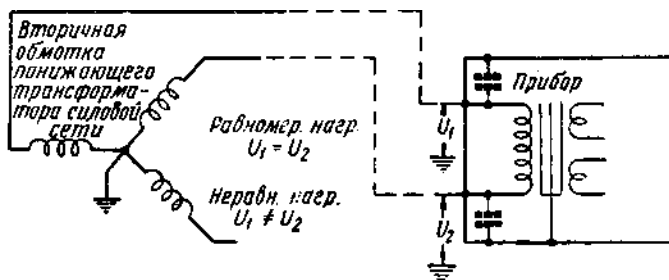 Вторичная
обмотка
понижающего
трансформа-
тора силовой
сети
Равномер. нагр.
U₁ = U₂
Неравн. нагр.
U₁ ≠ U₂
Прибор
U₁
U₂